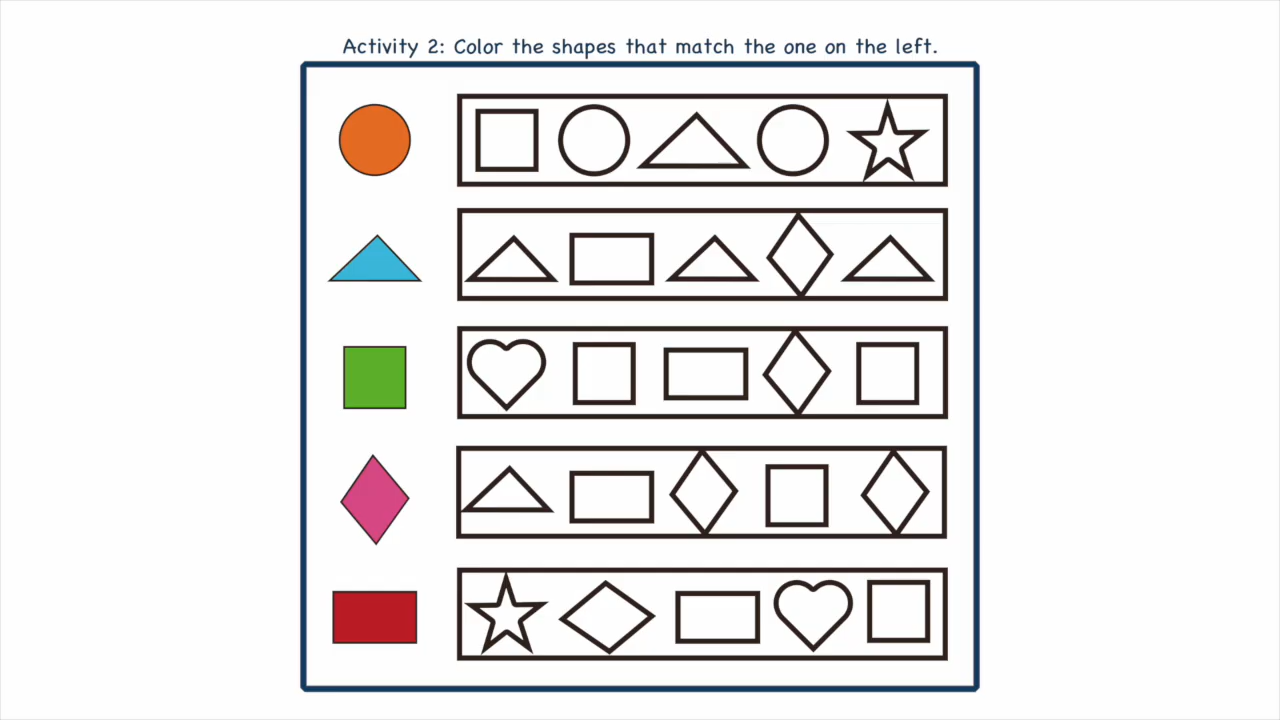 Activity 2: Color the shapes that match the one on the left.